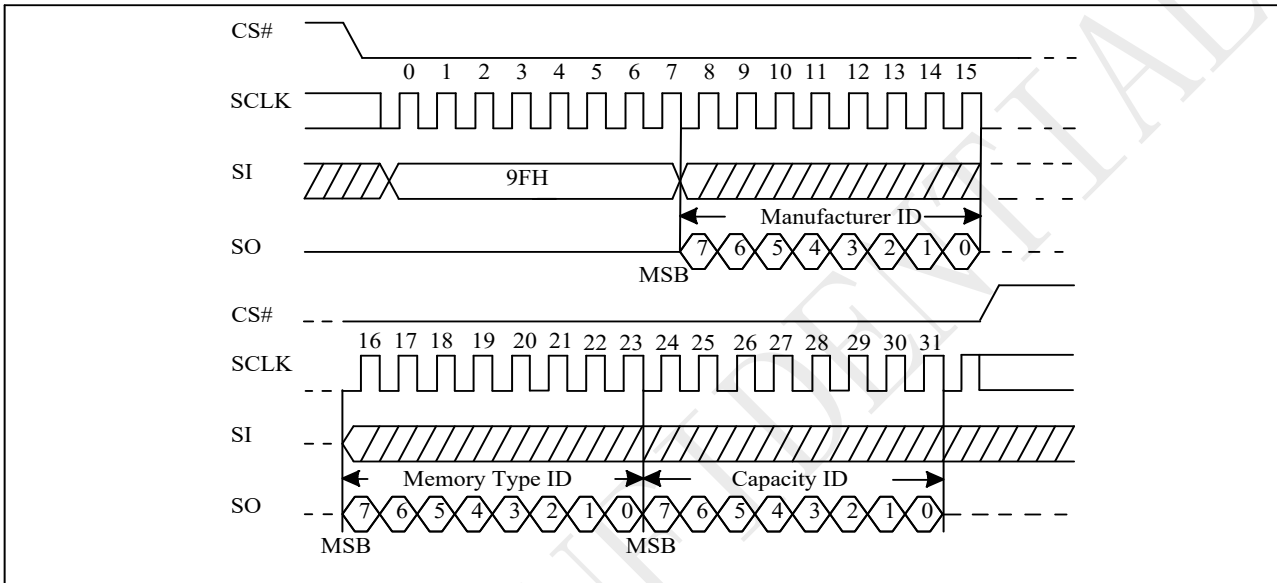 CS#
0 1 2 3 4 5 6 7 8 9 10 11 12 13 14 15
SCLK
SI
9FH
Manufacturer ID
SO
7 6 5 4 3 2 1 0
MSB
CS#
16 17 18 19 20 21 22 23 24 25 26 27 28 29 30 31
SCLK
SI
Memory Type ID Capacity ID
SO
7 6 5 4 3 2 1 0 7 6 5 4 3 2 1 0
MSB MSB
NFIDENTIAL